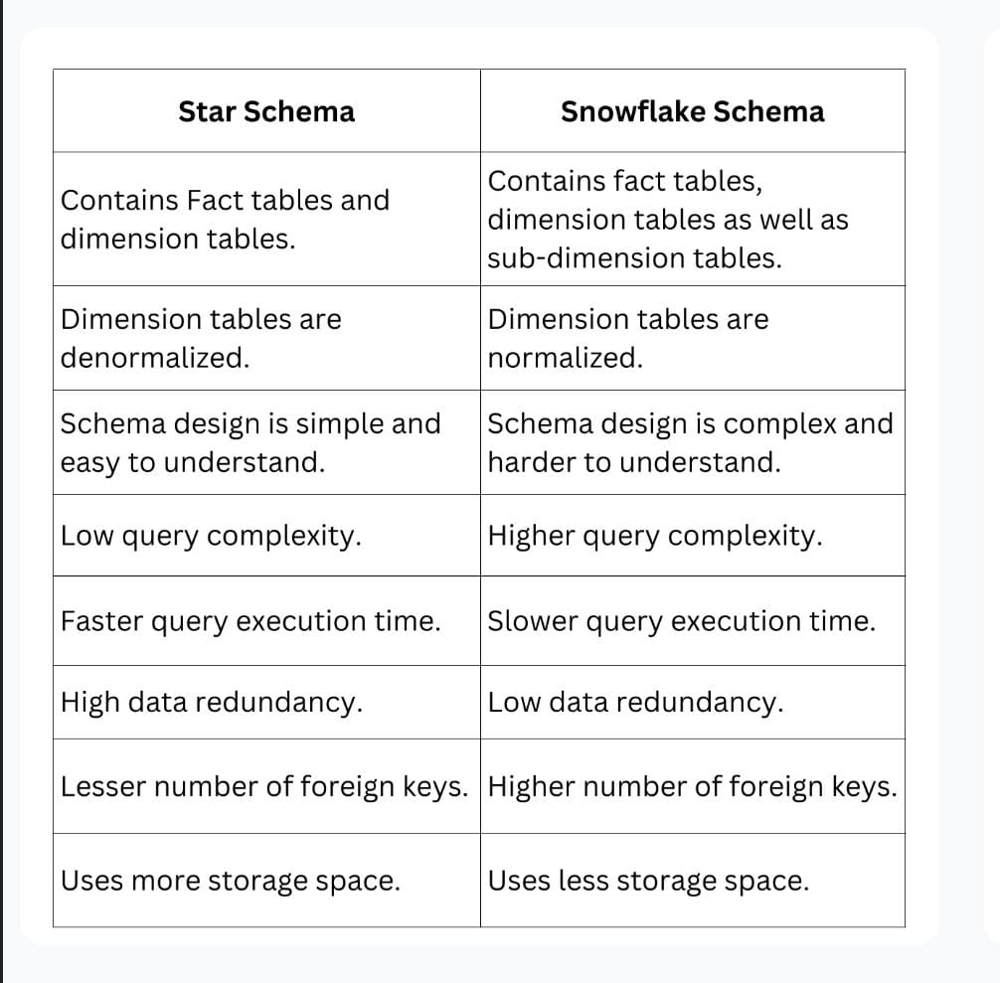 Star Schema
Snowflake Schema
Contains Fact tables and
dimension tables.
Contains fact tables,
dimension tables as well as
sub-dimension tables.
Dimension tables are
denormalized.
Dimension tables are
normalized.
Schema design is simple and
easy to understand.
Schema design is complex and
harder to understand.
Low query complexity.
Higher query complexity.
Faster query execution time.
Slower query execution time.
High data redundancy.
Low data redundancy.
Lesser number of foreign keys.
Higher number of foreign keys.
Uses more storage space.
Uses less storage space.